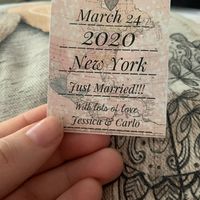 March 24
2020
New York
Just Married!!!
With lots of love
Jessica & Carlo